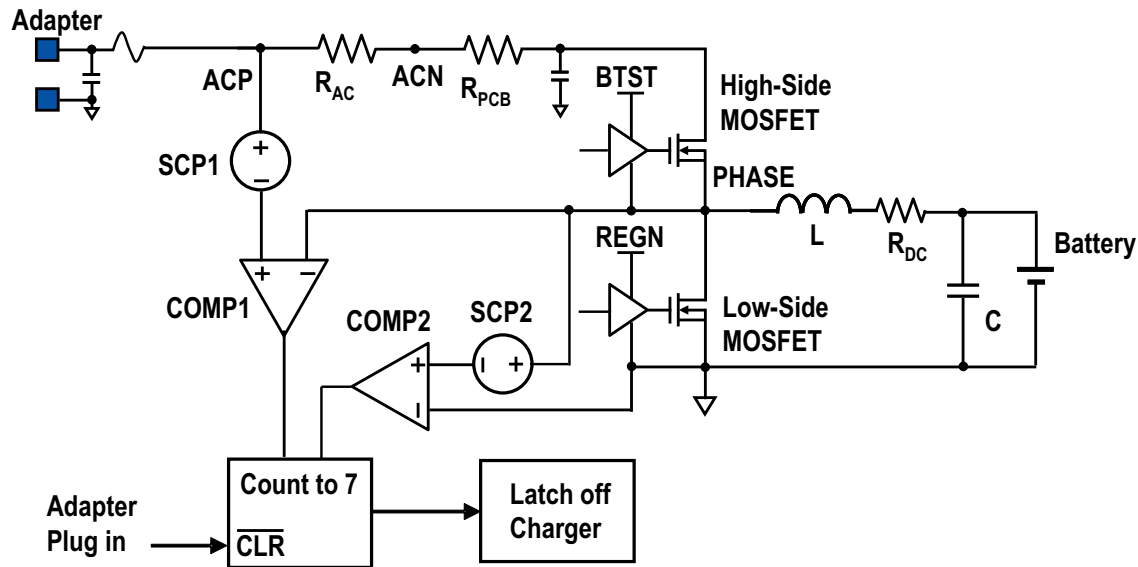 Adapter
ACP
R_AC
ACN
R_PCB
BTST
High-Side
MOSFET
+
SCP1
–
PHASE
+ –
COMP1
REGN
L
R_DC
Battery
COMP2
SCP2
Low-Side
MOSFET
C
+
–
+
–
Count to 7
CLR
Latch off
Charger
Adapter
Plug in